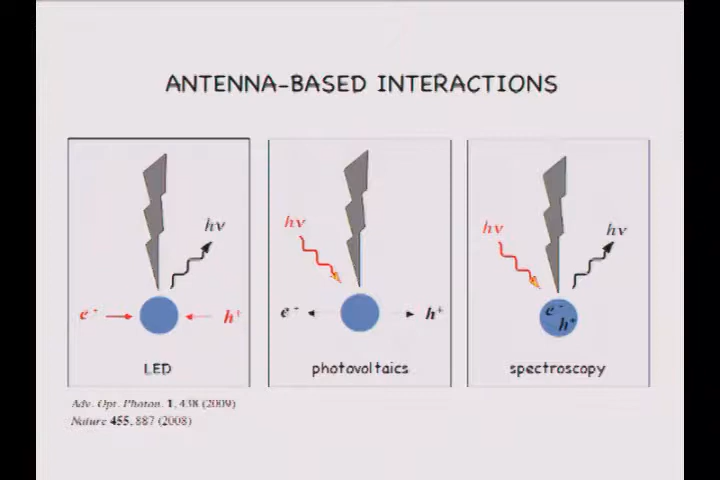 ANTENNA-BASED INTERACTIONS
hν
hν
hν
hν
e⁻
h⁺
e⁻
h⁺
e⁻
h⁺
LED
photovoltaics
spectroscopy
Adv. Opt. Photon. 1, 438 (2009)
Nature 455, 887 (2008)